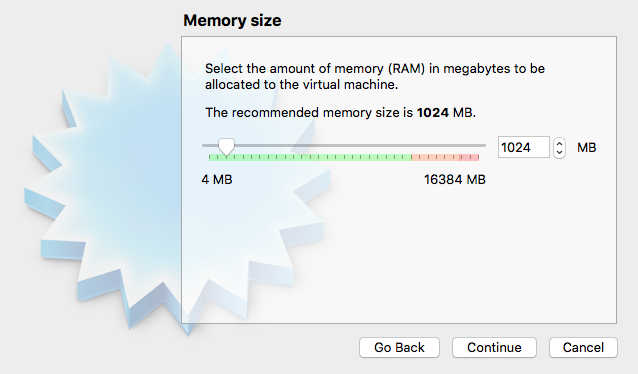 Memory size
Select the amount of memory (RAM) in megabytes to be
allocated to the virtual machine.
The recommended memory size is 1024 MB.
1024 MB
4 MB 16384 MB
Go Back Continue Cancel